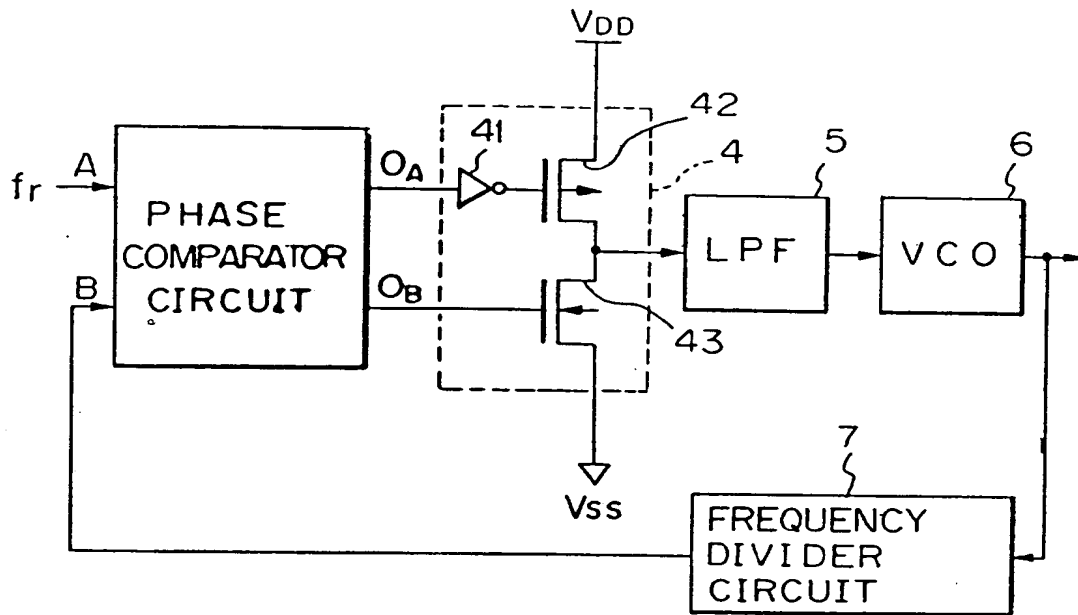 VDD
42
41
4
5
6
fr
A
OA
PHASE
COMPARATOR
CIRCUIT
B
OB
LPF
VCO
43
VSS
7
FREQUENCY
DIVIDER
CIRCUIT